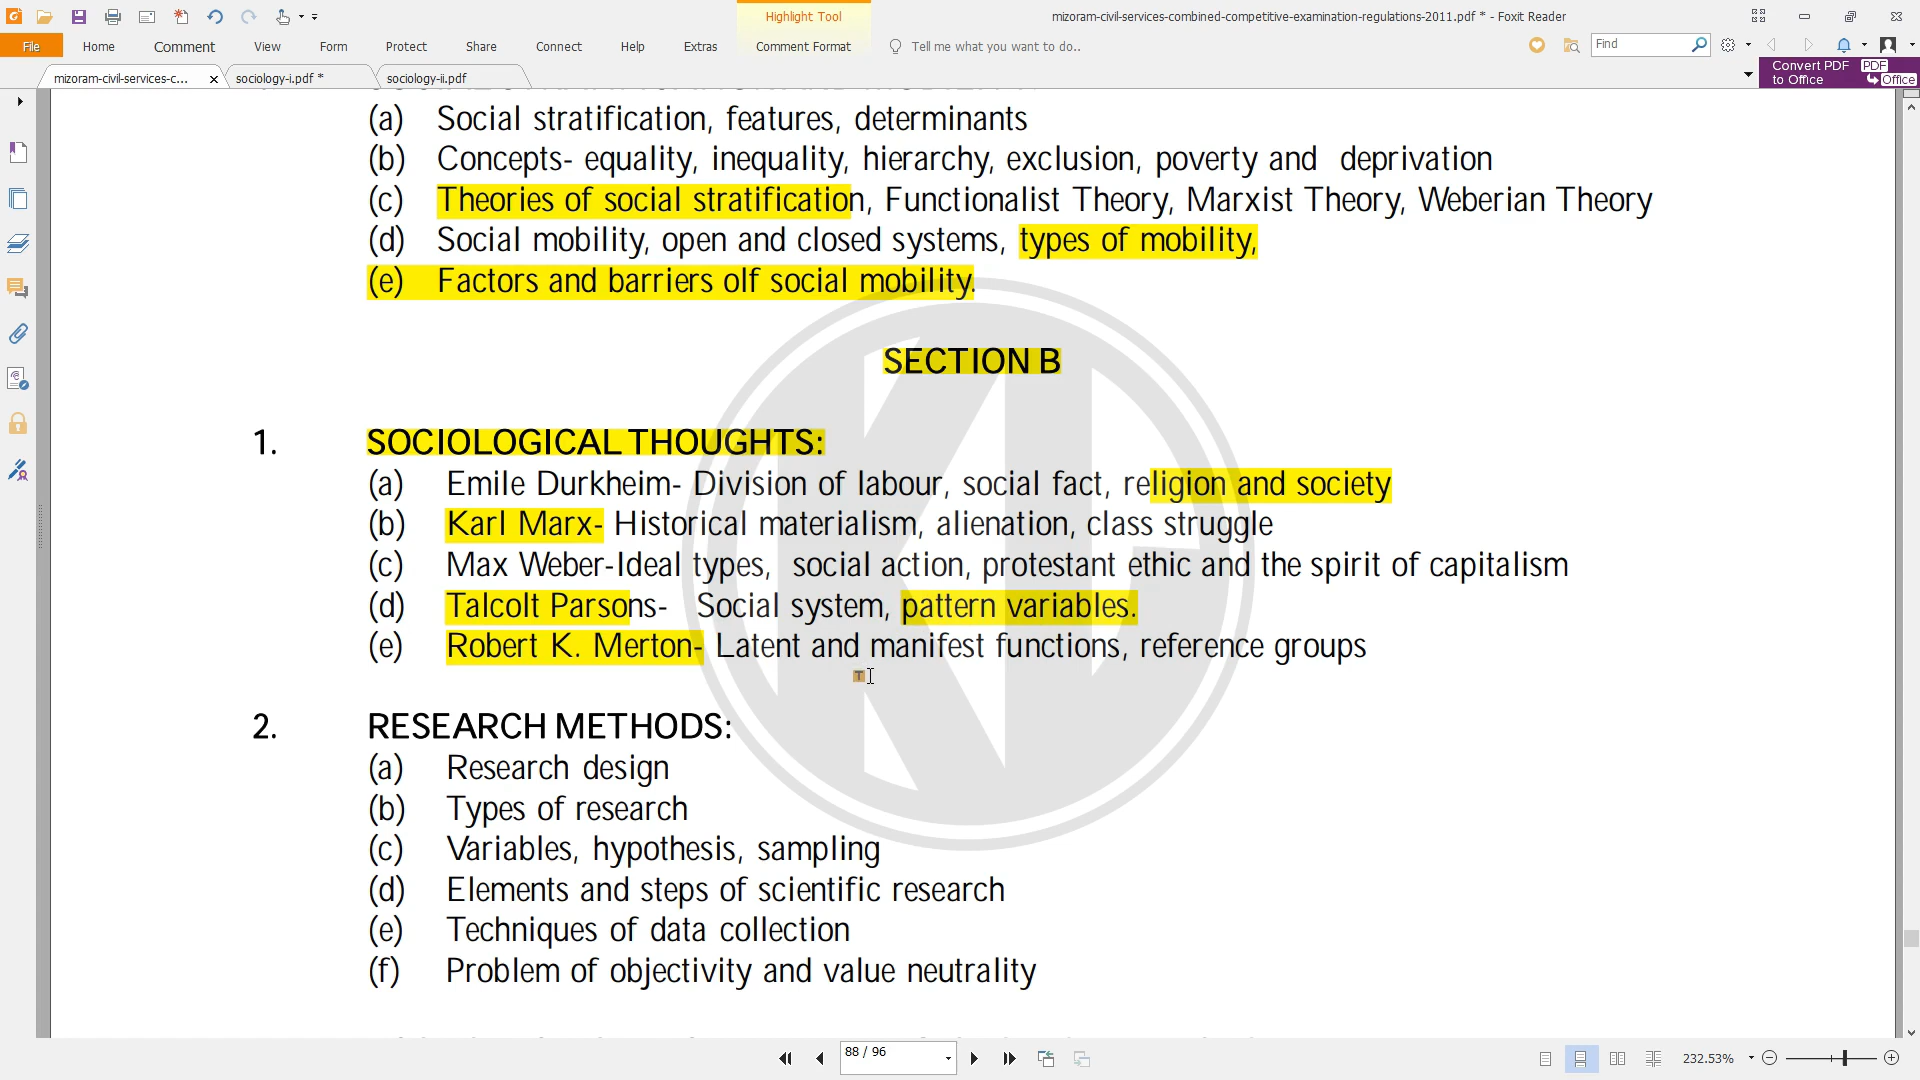 Highlight Tool
mizoram-civil-services-combined-competitive-examination-regulations-2011.pdf * - Foxit Reader
File Home Comment View Form Protect Share Connect Help Extras Comment Format Tell me what you want to do.. Find
mizoram-civil-services-c... sociology-i.pdf * sociology-ii.pdf
Convert PDF to Office PDF Office
(a) Social stratification, features, determinants
(b) Concepts- equality, inequality, hierarchy, exclusion, poverty and deprivation
(c) Theories of social stratification, Functionalist Theory, Marxist Theory, Weberian Theory
(d) Social mobility, open and closed systems, types of mobility,
(e) Factors and barriers olf social mobility.
SECTION B
1. SOCIOLOGICAL THOUGHTS:
(a) Emile Durkheim- Division of labour, social fact, religion and society
(b) Karl Marx- Historical materialism, alienation, class struggle
(c) Max Weber-Ideal types, social action, protestant ethic and the spirit of capitalism
(d) Talcolt Parsons- Social system, pattern variables.
(e) Robert K. Merton- Latent and manifest functions, reference groups
T
2. RESEARCH METHODS:
(a) Research design
(b) Types of research
(c) Variables, hypothesis, sampling
(d) Elements and steps of scientific research
(e) Techniques of data collection
(f) Problem of objectivity and value neutrality
88 / 96
232.53%